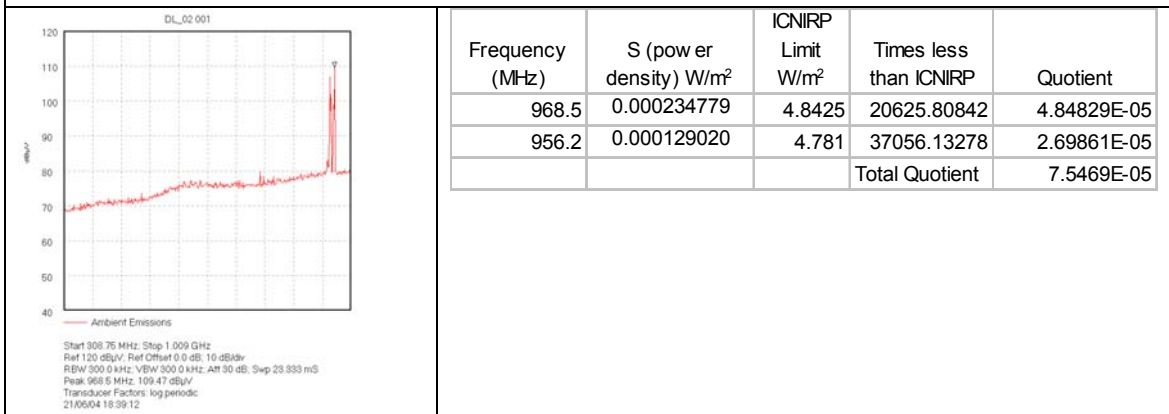 DL_02 001
120
110
100
90
80
70
60
50
40
dBµV
Ambient Emissions
Start 308.75 MHz; Stop 1.009 GHz
Ref 120 dBµV; Ref Offset 0.0 dB; 10 dB/div
RBW 300.0 kHz; VBW 300.0 kHz; Att 30 dB; Swp 23.333 mS
Peak 968.5 MHz, 109.47 dBµV
Transducer Factors: log periodic
21/06/04 18:39:12
Frequency (MHz) S (power density) W/m² ICNIRP Limit W/m² Times less than ICNIRP Quotient
968.5 0.000234779 4.8425 20625.80842 4.84829E-05
956.2 0.000129020 4.781 37056.13278 2.69861E-05
Total Quotient 7.5469E-05